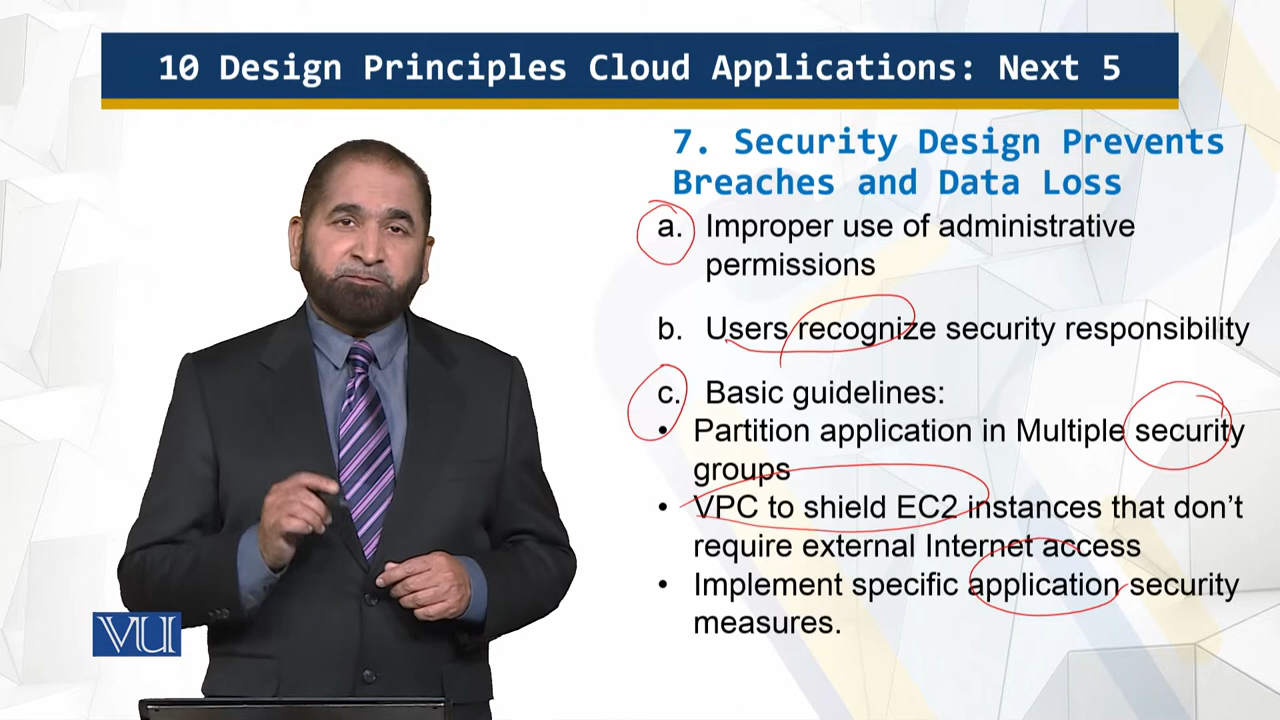 10 Design Principles Cloud Applications: Next 5
7. Security Design Prevents
Breaches and Data Loss
a. Improper use of administrative
permissions
b. Users recognize security responsibility
c. Basic guidelines:
• Partition application in Multiple security
groups
• VPC to shield EC2 instances that don't
require external Internet access
• Implement specific application security
measures.
VU